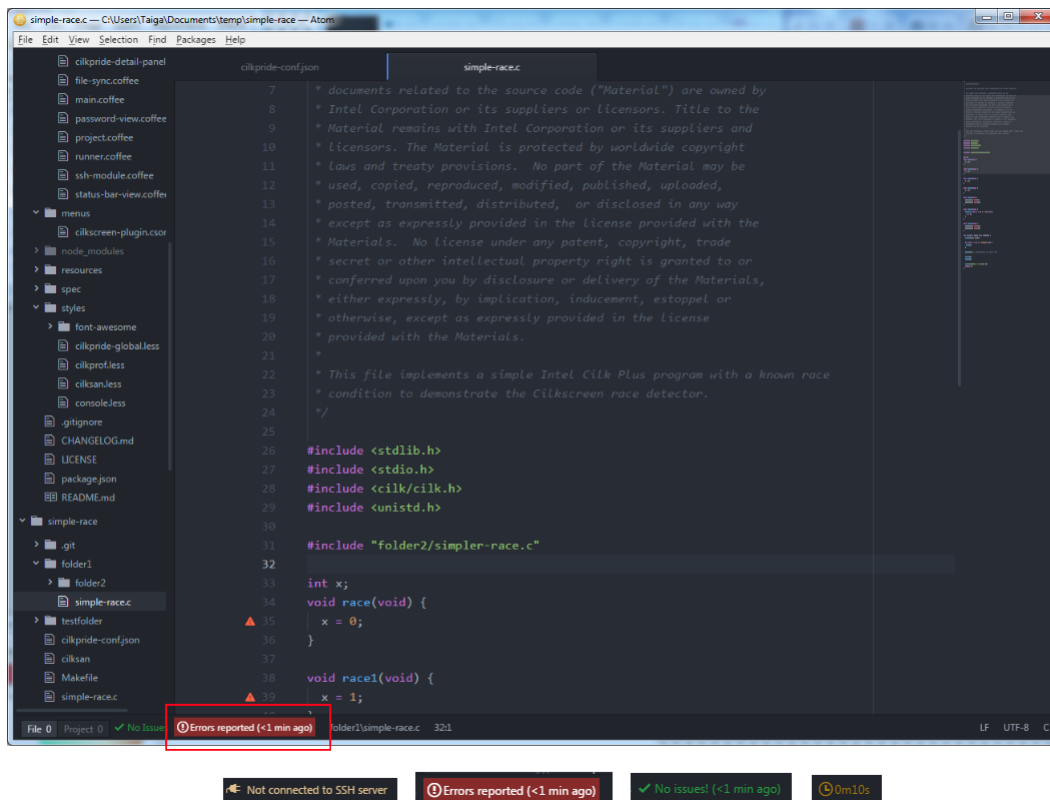 simple-race.c — C:\Users\Taiga\Documents\temp\simple-race — Atom
File Edit View Selection Find Packages Help
cilkpride-detail-panel
file-sync.coffee
main.coffee
password-view.coffee
project.coffee
runner.coffee
ssh-module.coffee
status-bar-view.coffe
menus
cilkscreen-plugin.cson
node_modules
resources
spec
styles
font-awesome
cilkpride-global.less
cilkprof.less
cilksan.less
console.less
.gitignore
CHANGELOG.md
LICENSE
package.json
README.md
simple-race
.git
folder1
folder2
simple-race.c
testfolder
cilkpride-conf.json
cilksan
Makefile
simple-race.c
cilkpride-conf.json simple-race.c
7 * documents related to the source code ("Material") are owned by
8 * Intel Corporation or its suppliers or licensors. Title to the
9 * Material remains with Intel Corporation or its suppliers and
10 * licensors. The Material is protected by worldwide copyright
11 * laws and treaty provisions. No part of the Material may be
12 * used, copied, reproduced, modified, published, uploaded,
13 * posted, transmitted, distributed, or disclosed in any way
14 * except as expressly provided in the license provided with the
15 * Materials. No license under any patent, copyright, trade
16 * secret or other intellectual property right is granted to or
17 * conferred upon you by disclosure or delivery of the Materials,
18 * either expressly, by implication, inducement, estoppel or
19 * otherwise, except as expressly provided in the license
20 * provided with the Materials.
21 *
22 * This file implements a simple Intel Cilk Plus program with a known race
23 * condition to demonstrate the Cilkscreen race detector.
24 */
25
26 #include <stdlib.h>
27 #include <stdio.h>
28 #include <cilk/cilk.h>
29 #include <unistd.h>
30
31 #include "folder2/simpler-race.c"
32
33 int x;
34 void race(void) {
35 x = 0;
36 }
37
38 void race1(void) {
39 x = 1;
File 0 Project 0 No Issues Errors reported (<1 min ago) folder1\simple-race.c 32:1 LF UTF-8 C
Not connected to SSH server Errors reported (<1 min ago) No issues! (<1 min ago) 0m10s